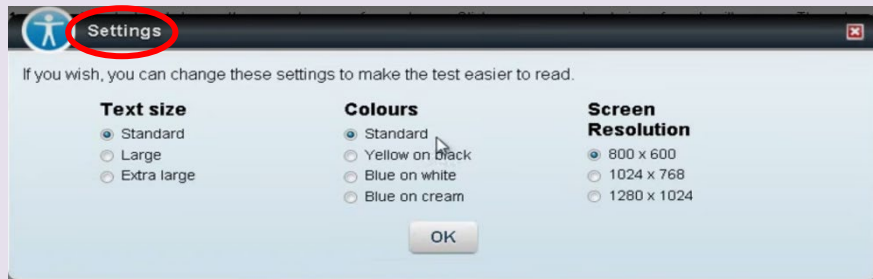 Settings
If you wish, you can change these settings to make the test easier to read.
Text size
Standard
Large
Extra large
Colours
Standard
Yellow on black
Blue on white
Blue on cream
Screen
Resolution
800 x 600
1024 x 768
1280 x 1024
OK